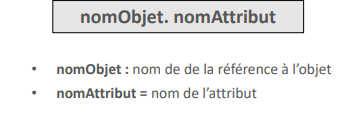 nomObjet. nomAttribut
• nomObjet : nom de de la référence à l'objet
• nomAttribut = nom de l'attribut